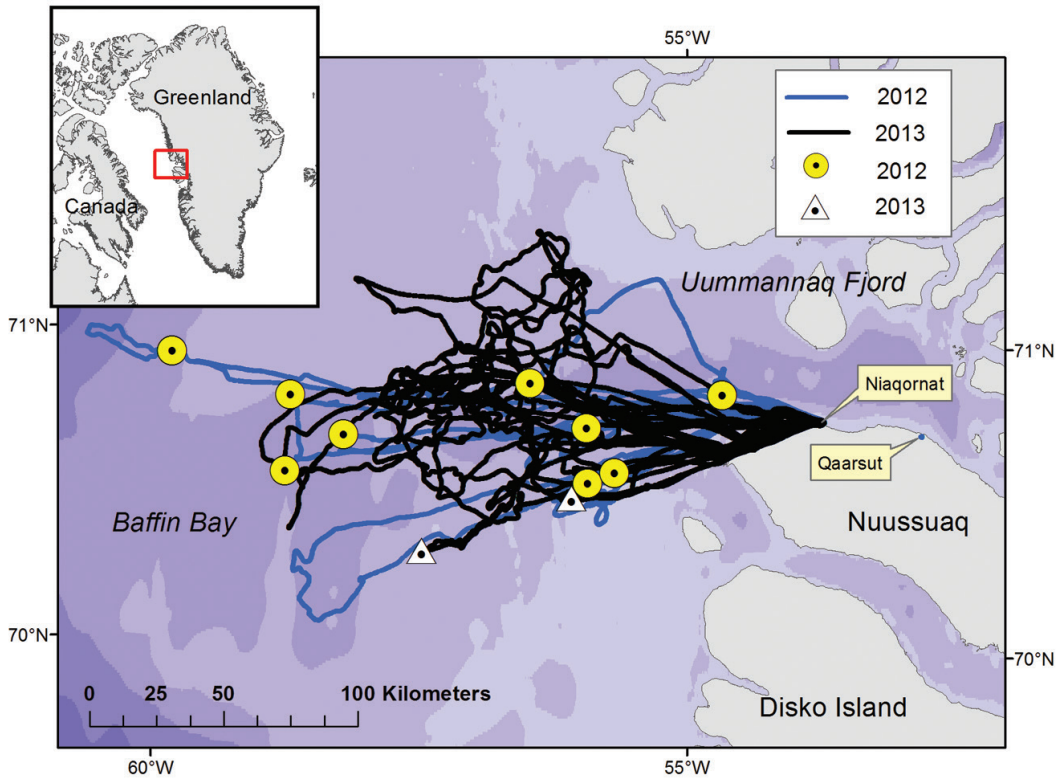 55°W
Greenland
Canada
2012
2013
2012
2013
Uummannaq Fjord
71°N
71°N
Niaqornat
Qaarsut
Baffin Bay
Nuussuaq
70°N
70°N
0 25 50 100 Kilometers
Disko Island
60°W
55°W